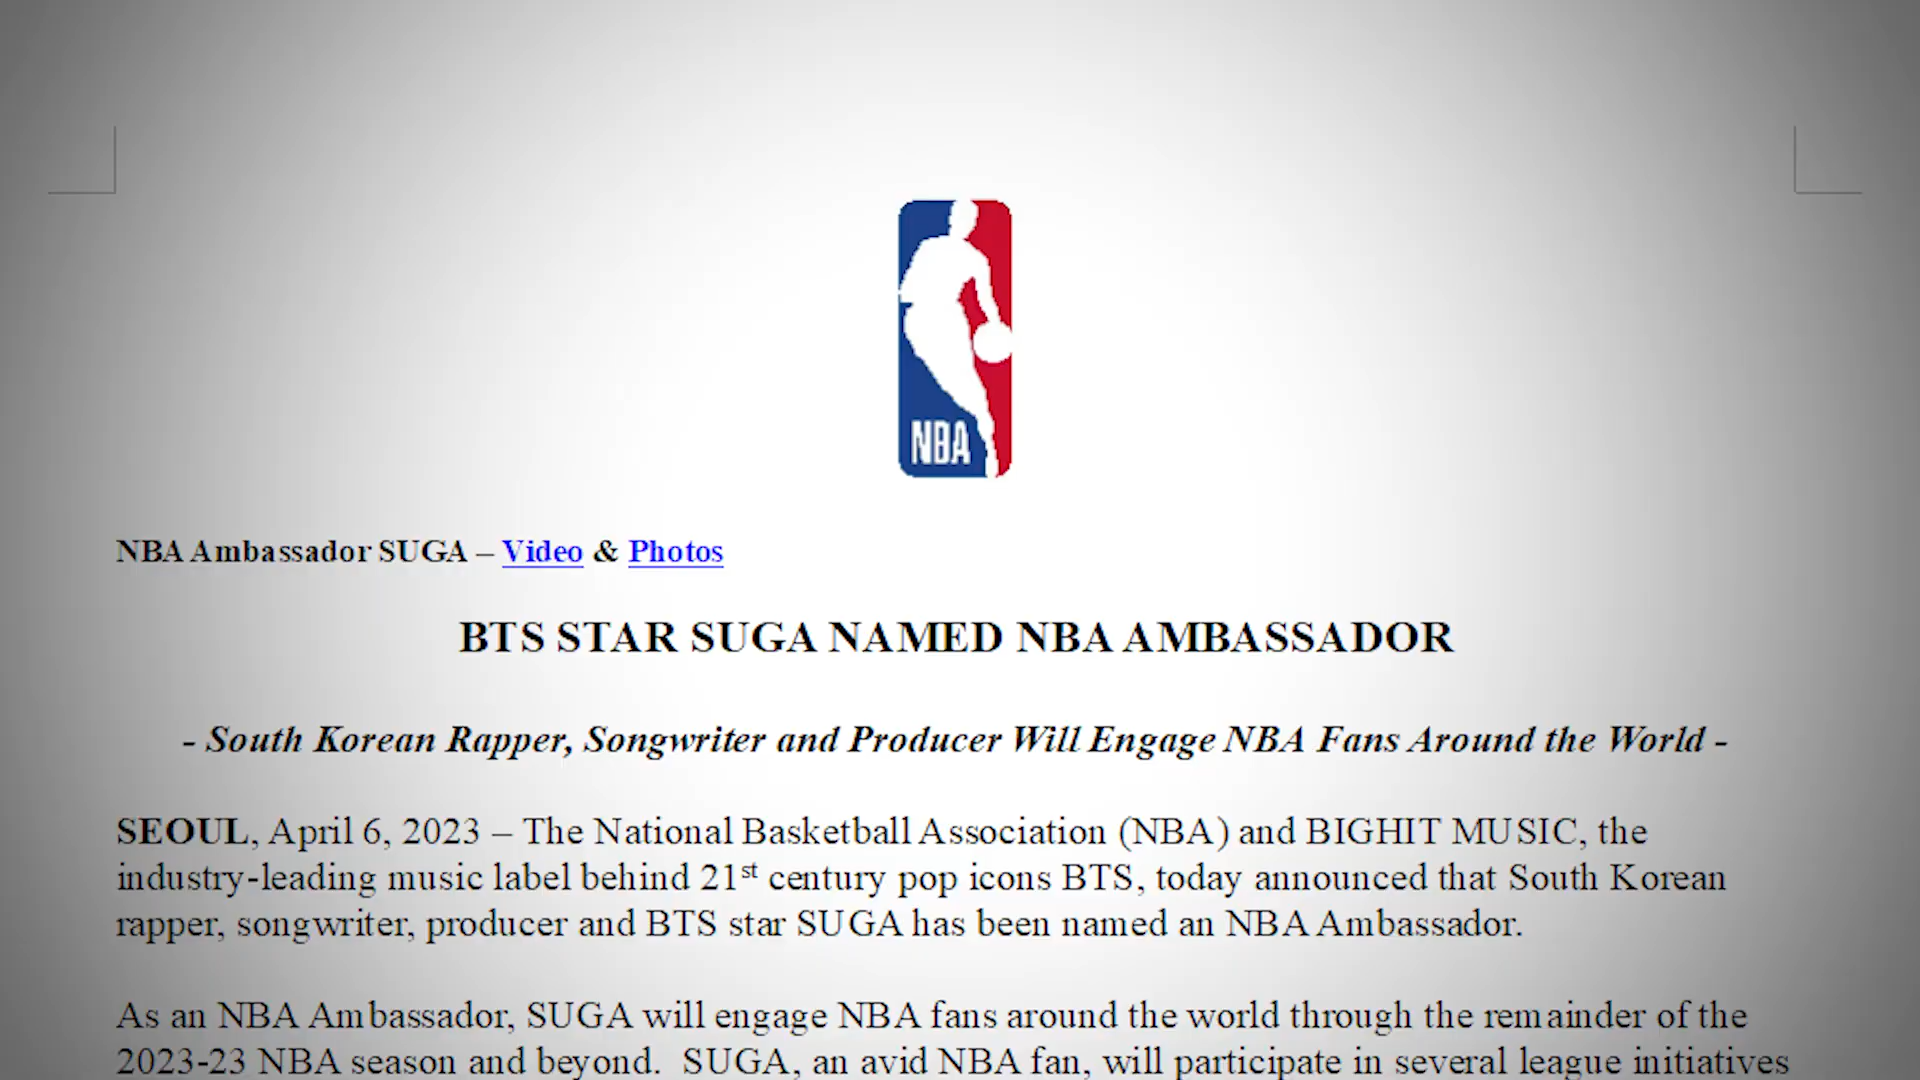 NBA
NBA Ambassador SUGA – Video & Photos
BTS STAR SUGA NAMED NBA AMBASSADOR
- South Korean Rapper, Songwriter and Producer Will Engage NBA Fans Around the World -
SEOUL, April 6, 2023 – The National Basketball Association (NBA) and BIGHIT MUSIC, the
industry-leading music label behind 21st century pop icons BTS, today announced that South Korean
rapper, songwriter, producer and BTS star SUGA has been named an NBA Ambassador.
As an NBA Ambassador, SUGA will engage NBA fans around the world through the remainder of the
2023-23 NBA season and beyond.  SUGA, an avid NBA fan, will participate in several league initiatives